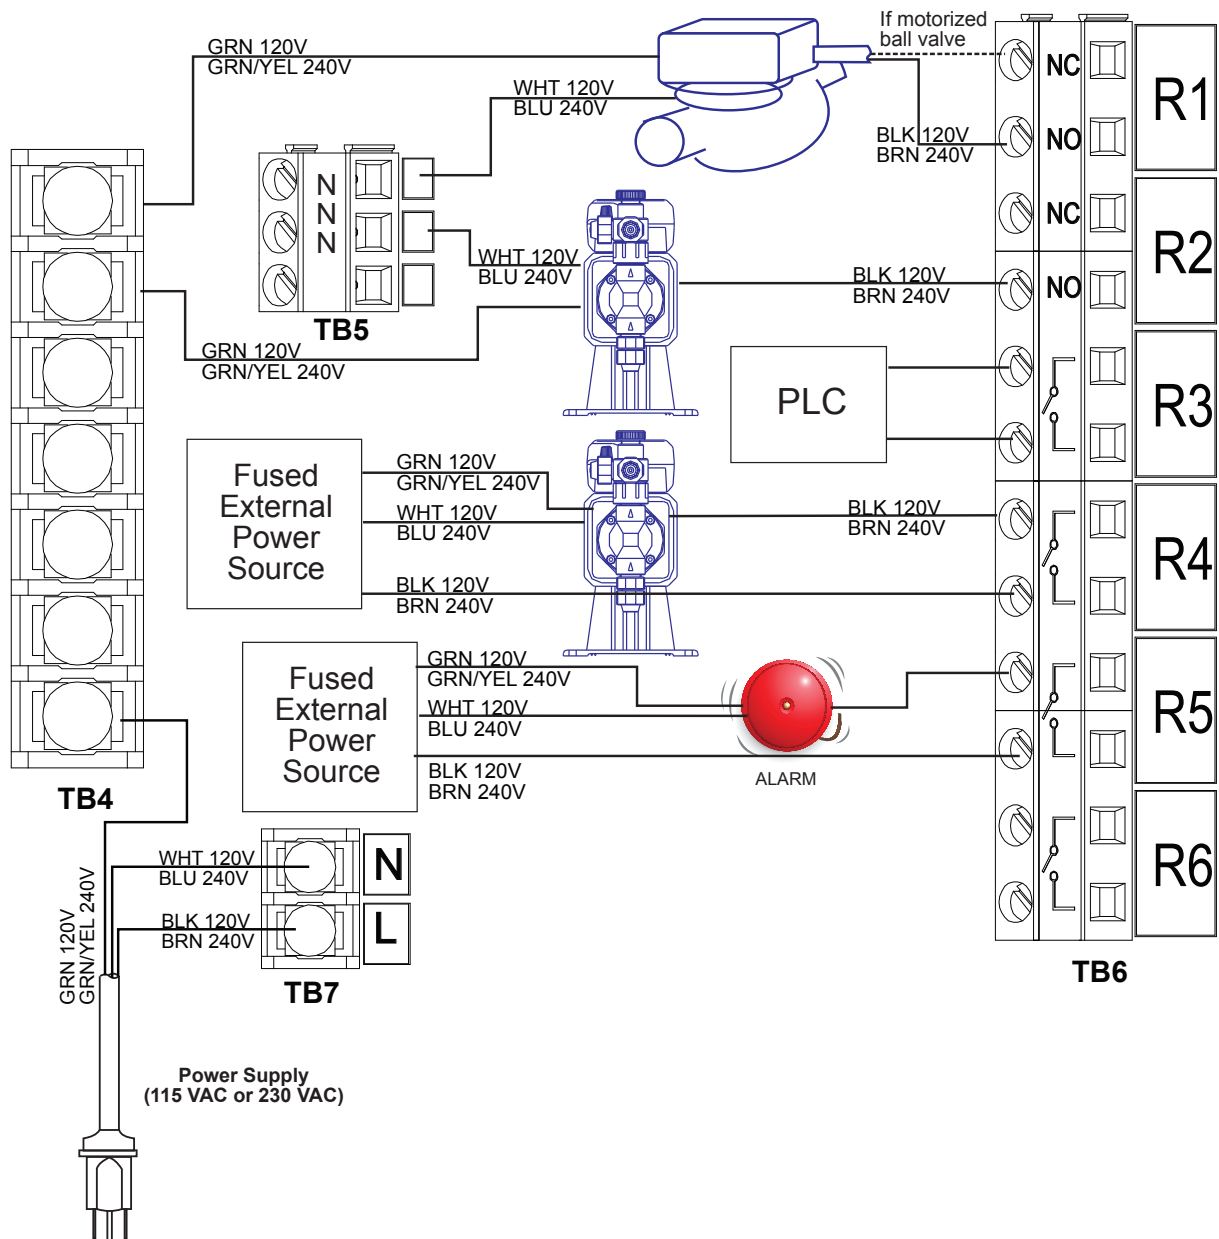 If motorized
ball valve
GRN 120V
GRN/YEL 240V
WHT 120V
BLU 240V
BLK 120V
BRN 240V
NC
NO
R1
NC
NO
R2
N
N
N
TB5
WHT 120V
BLU 240V
BLK 120V
BRN 240V
GRN 120V
GRN/YEL 240V
PLC
R3
Fused
External
Power
Source
GRN 120V
GRN/YEL 240V
WHT 120V
BLU 240V
BLK 120V
BRN 240V
BLK 120V
BRN 240V
R4
Fused
External
Power
Source
GRN 120V
GRN/YEL 240V
WHT 120V
BLU 240V
BLK 120V
BRN 240V
ALARM
R5
TB4
WHT 120V
BLU 240V
N
BLK 120V
BRN 240V
L
TB7
GRN 120V
GRN/YEL 240V
R6
TB6
Power Supply
(115 VAC or 230 VAC)